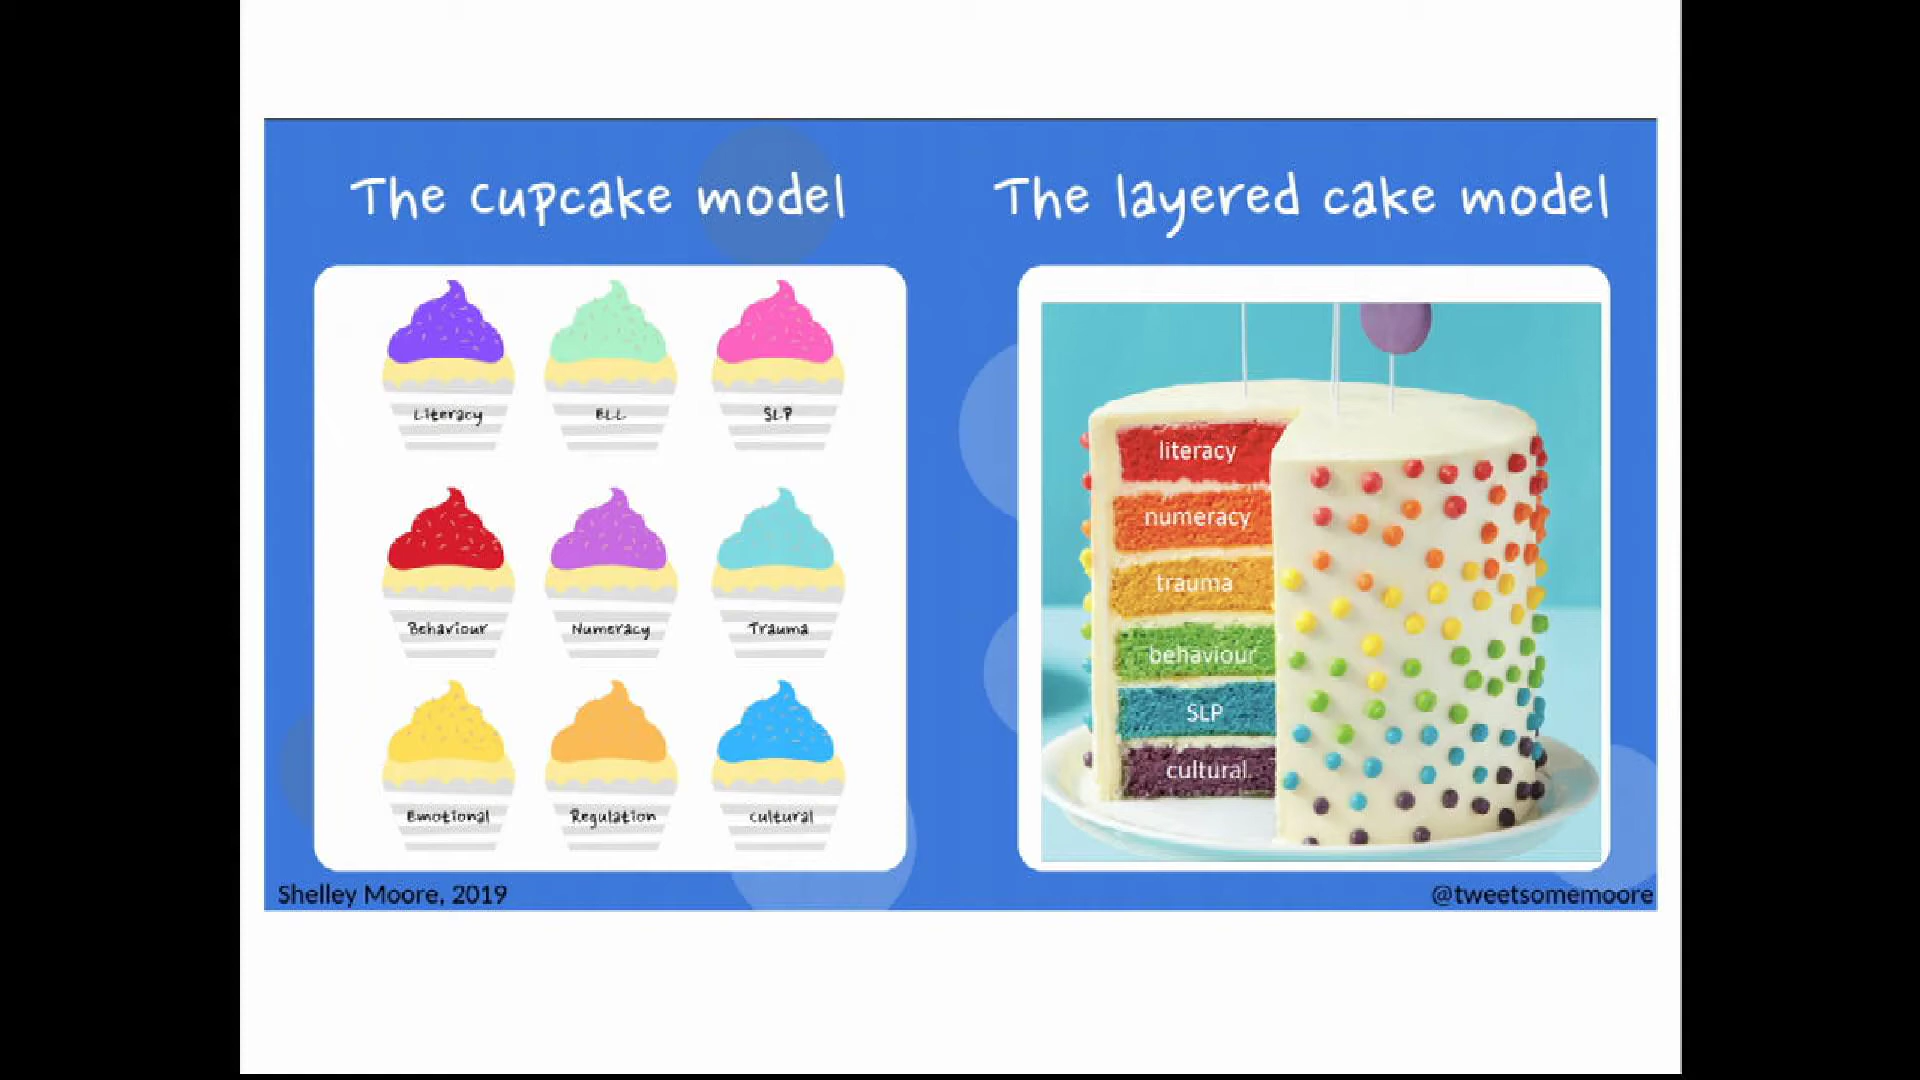 The cupcake model
The layered cake model
Literacy
ELL
SLP
Behaviour
Numeracy
Trauma
Emotional
Regulation
cultural
literacy
numeracy
trauma
behaviour
SLP
cultural
Shelley Moore, 2019
@tweetsomemoore